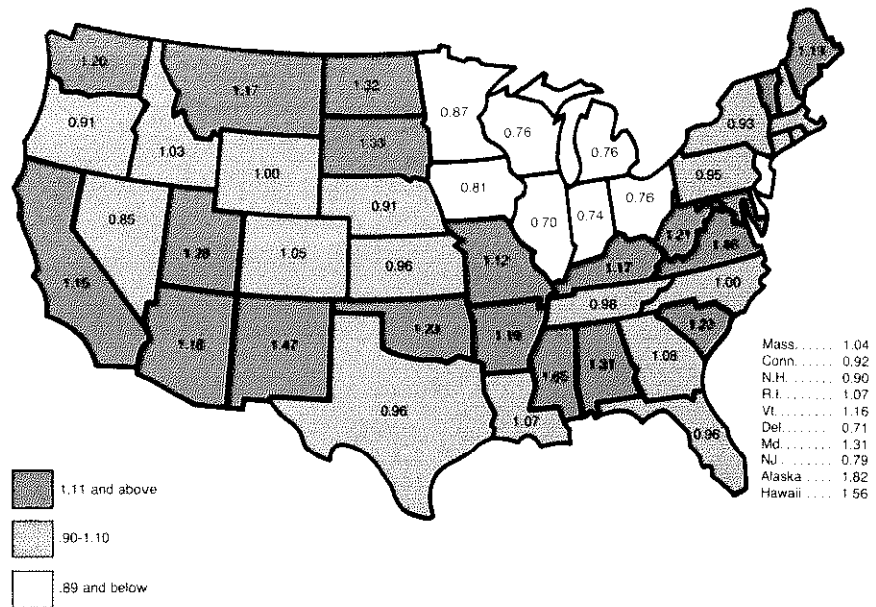 1.20
1.17
1.32
0.87
1.19
0.91
1.03
1.33
0.76
0.76
0.93
1.00
0.81
0.95
0.85
0.91
0.70
0.74
0.76
1.05
0.96
1.12
1.17
1.00
1.15
0.98
1.16
1.47
0.96
1.07
1.08
0.96
Mass...... 1.04
Conn...... 0.92
N.H....... 0.90
R.I....... 1.07
Vt........ 1.16
Del....... 0.71
Md........ 1.31
NJ....... 0.79
Alaska.... 1.82
Hawaii.... 1.56
1.11 and above
.90-1.10
.89 and below